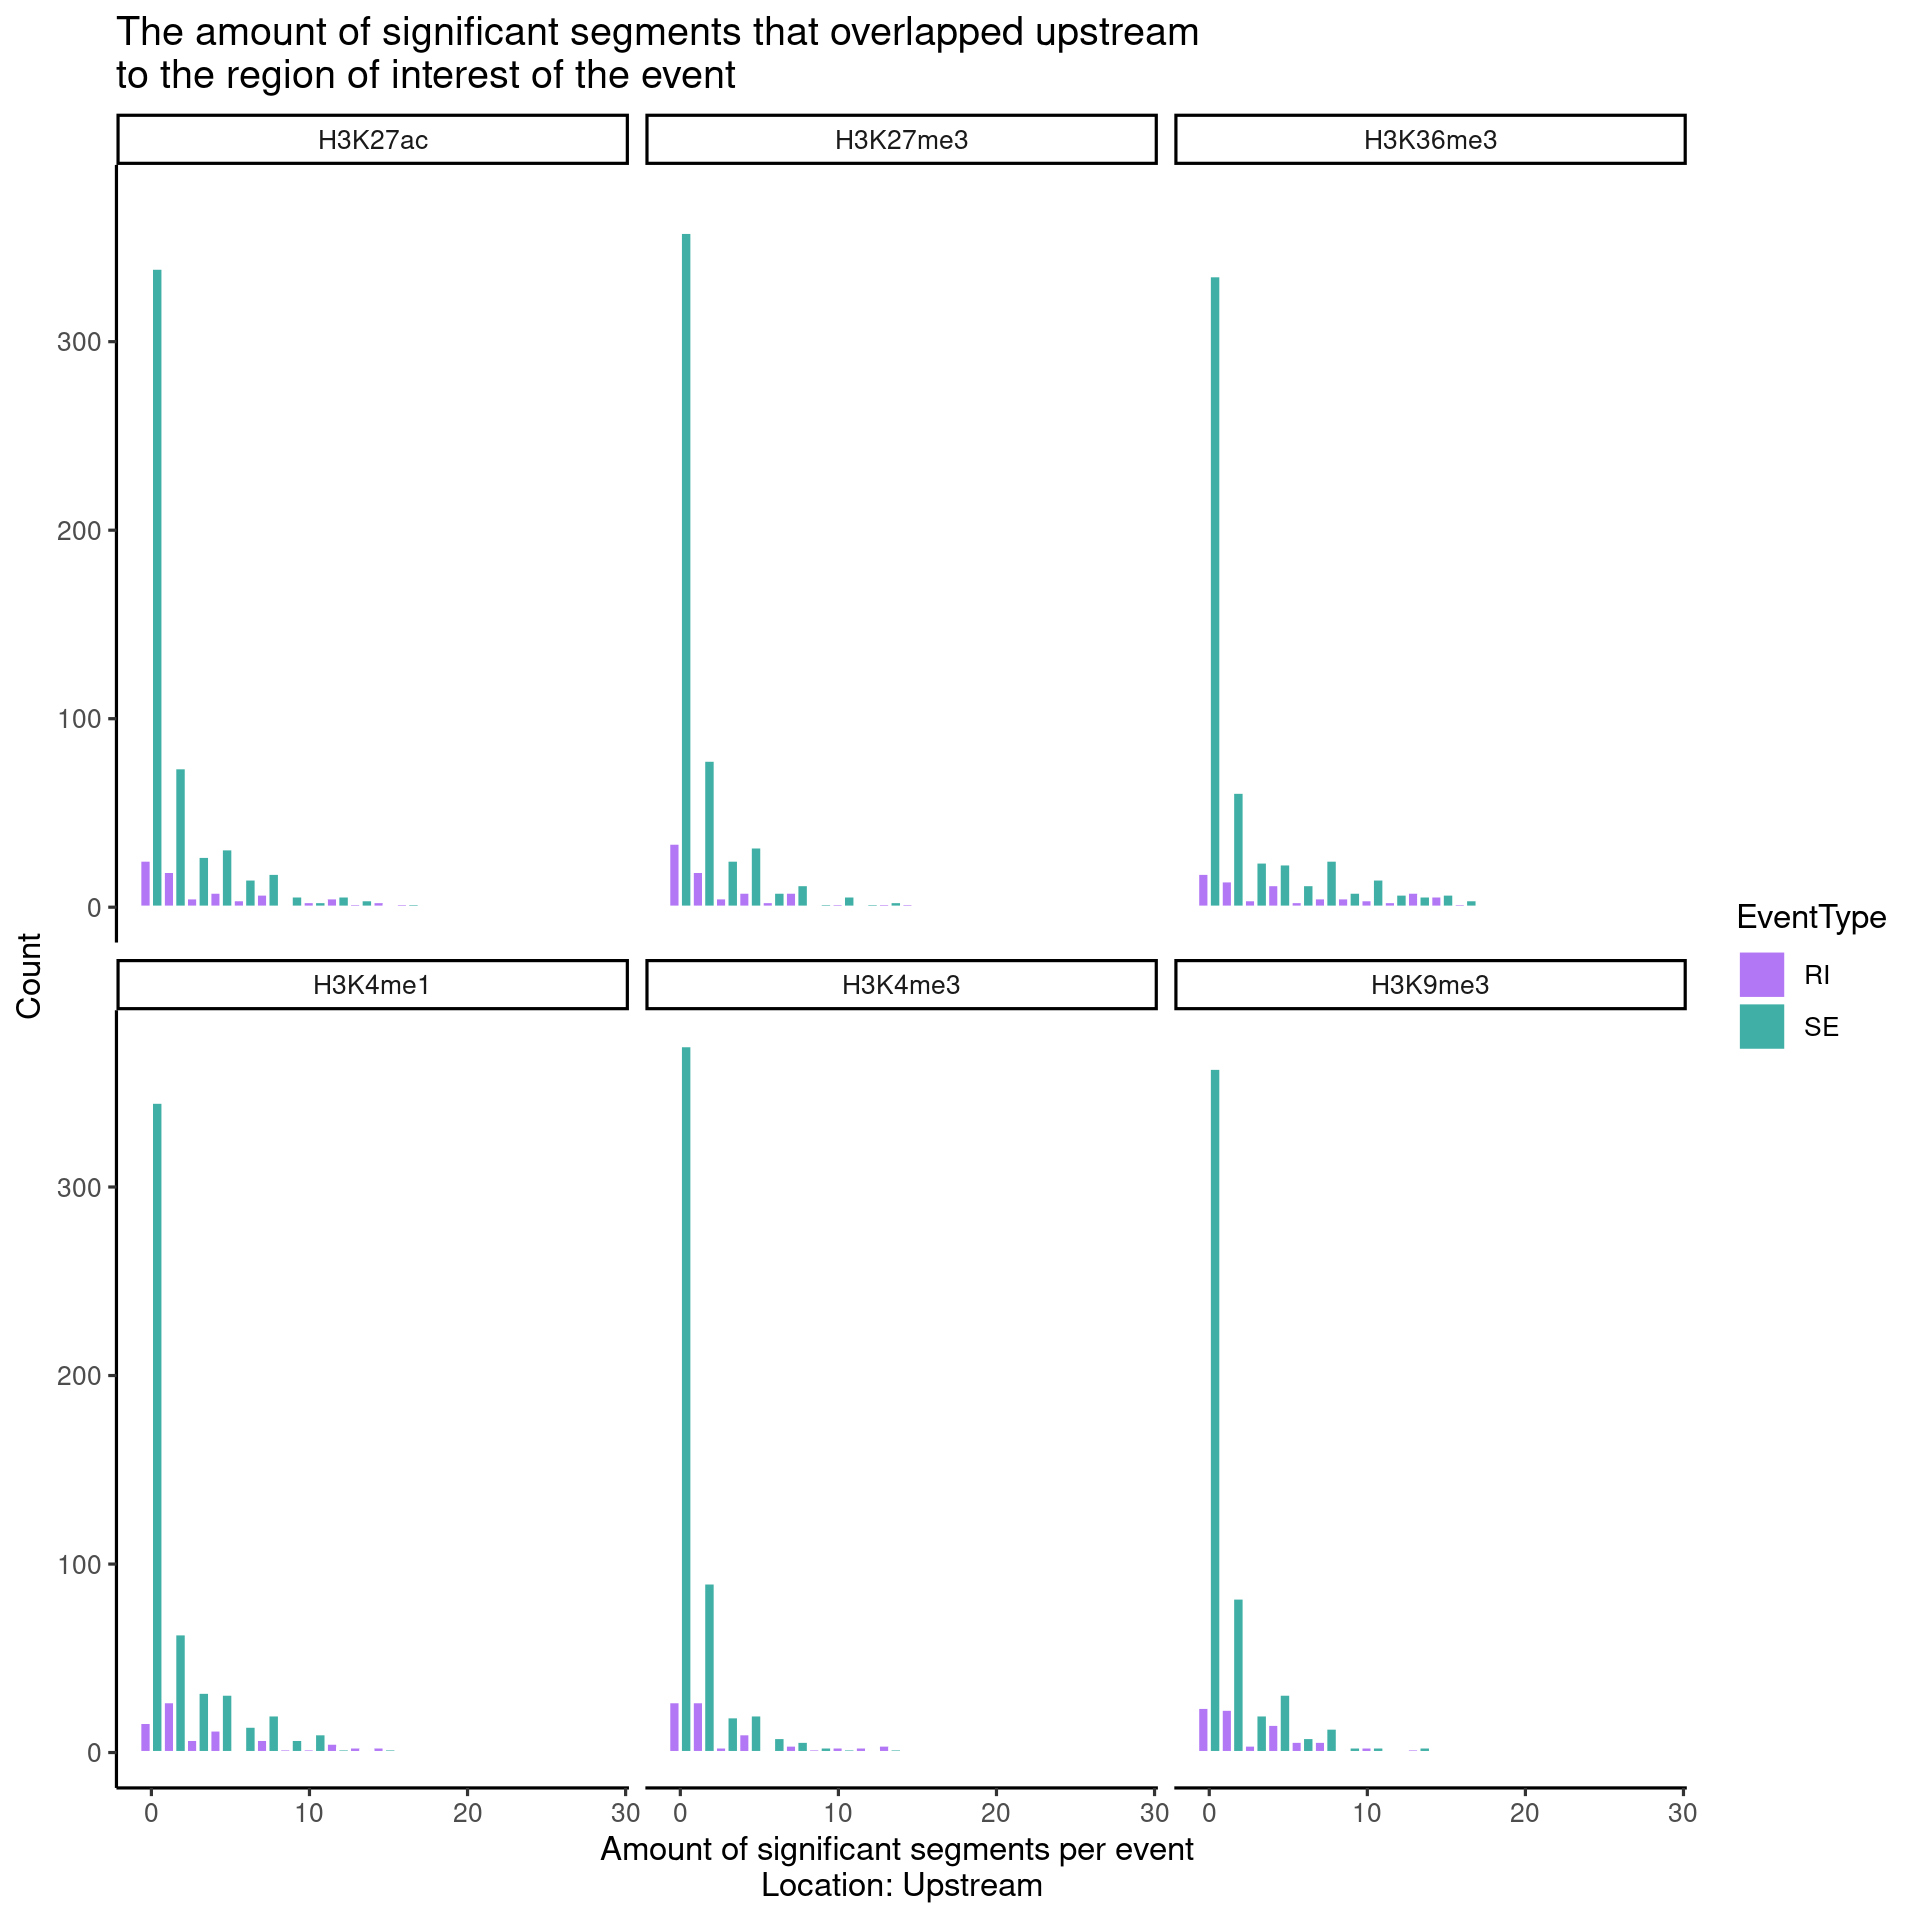 The amount of significant segments that overlapped upstream
to the region of interest of the event
H3K27ac
H3K27me3
H3K36me3
300
200
100
0
Count
H3K4me1
H3K4me3
H3K9me3
300
200
100
0
0 10 20 30
0 10 20 30
0 10 20 30
Amount of significant segments per event
Location: Upstream
EventType
RI
SE